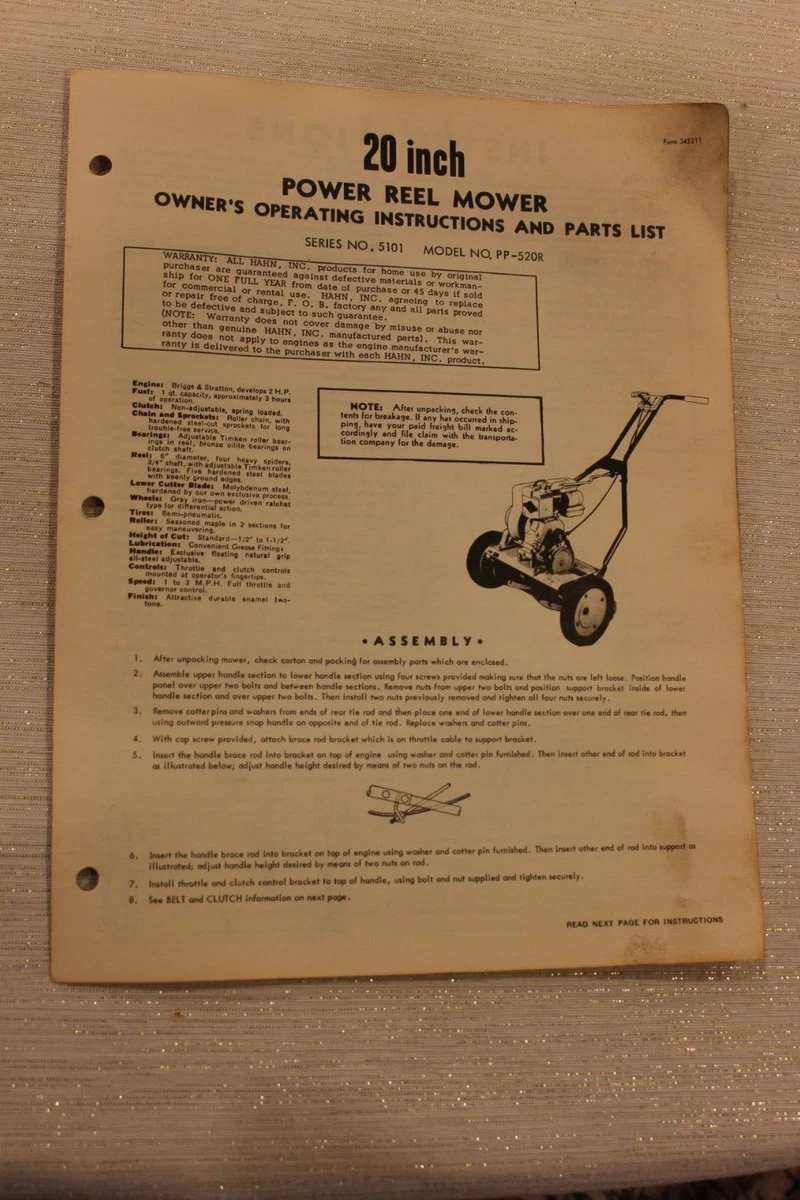 Form 345211
20 inch
POWER REEL MOWER
OWNER'S OPERATING INSTRUCTIONS AND PARTS LIST
SERIES NO. 5101 MODEL NO. PP-520R
WARRANTY: ALL HAHN, INC. products for home use by original
purchaser are guaranteed against defective materials or workman-
ship for ONE FULL YEAR from date of purchase or 45 days if sold
for commercial or rental use. HAHN, INC. agreeing to replace
or repair free of charge, F. O. B. factory any and all parts proved
to be defective and subject to such guarantee.
(NOTE: Warranty does not cover damage by misuse or abuse nor
other than genuine HAHN, INC. manufactured parts). This war-
ranty does not apply to engines as the engine manufacturer's war-
ranty is delivered to the purchaser with each HAHN, INC. product.
Engine: Briggs & Stratton, develops 2 H.P.
Fuel: 1 qt. capacity, approximately 3 hours
of operation.
Clutch: Non-adjustable, spring loaded.
Chain and Sprockets: Roller chain, with
hardened steel-cut sprockets for long
trouble-free service.
Bearings: Adjustable Timken roller bear-
ings in reel; bronze oilite bearings on
clutch shaft.
Reel: 6" diameter, four heavy spiders,
3/4" shaft, with adjustable Timken roller
bearings. Five hardened steel blades
with keenly ground edges.
Lower Cutter Blade: Molybdenum steel,
hardened by our own exclusive process.
Wheels: Gray iron—power driven ratchet
type for differential action.
Tires: Semi-pneumatic.
Roller: Seasoned maple in 2 sections for
easy maneuvering.
Height of Cut: Standard—1/2" to 1-1/2".
Lubrication: Convenient Grease Fittings
Handle: Exclusive floating natural grip
all-steel adjustable.
Controls: Throttle and clutch controls
mounted at operator's fingertips.
Speed: 1 to 3 M.P.H. Full throttle and
governor control.
Finish: Attractive durable enamel two-
tone.
NOTE: After unpacking, check the con-
tents for breakage. If any has occurred in ship-
ping, have your paid freight bill marked ac-
cordingly and file claim with the transporta-
tion company for the damage.
• ASSEMBLY •
1. After unpacking mower, check carton and packing for assembly parts which are enclosed.
2. Assemble upper handle section to lower handle section using four screws provided making sure that the nuts are left loose. Position handle
panel over upper two bolts and between handle sections. Remove nuts from upper two bolts and position support bracket inside of lower
handle section and over upper two bolts. Then install two nuts previously removed and tighten all four nuts securely.
3. Remove cotter pins and washers from ends of rear tie rod and then place one end of lower handle section over one end of rear tie rod, then
using outward pressure snap handle on opposite end of tie rod. Replace washers and cotter pins.
4. With cap screw provided, attach brace rod bracket which is on throttle cable to support bracket.
5. Insert the handle brace rod into bracket on top of engine using washer and cotter pin furnished. Then insert other end of rod into bracket
as illustrated below; adjust handle height desired by means of two nuts on the rod.
6. Insert the handle brace rod into bracket on top of engine using washer and cotter pin furnished. Then insert other end of rod into support as
illustrated; adjust handle height desired by means of two nuts on rod.
7. Install throttle and clutch control bracket to top of handle, using bolt and nut supplied and tighten securely.
8. See BELT and CLUTCH information on next page.
READ NEXT PAGE FOR INSTRUCTIONS